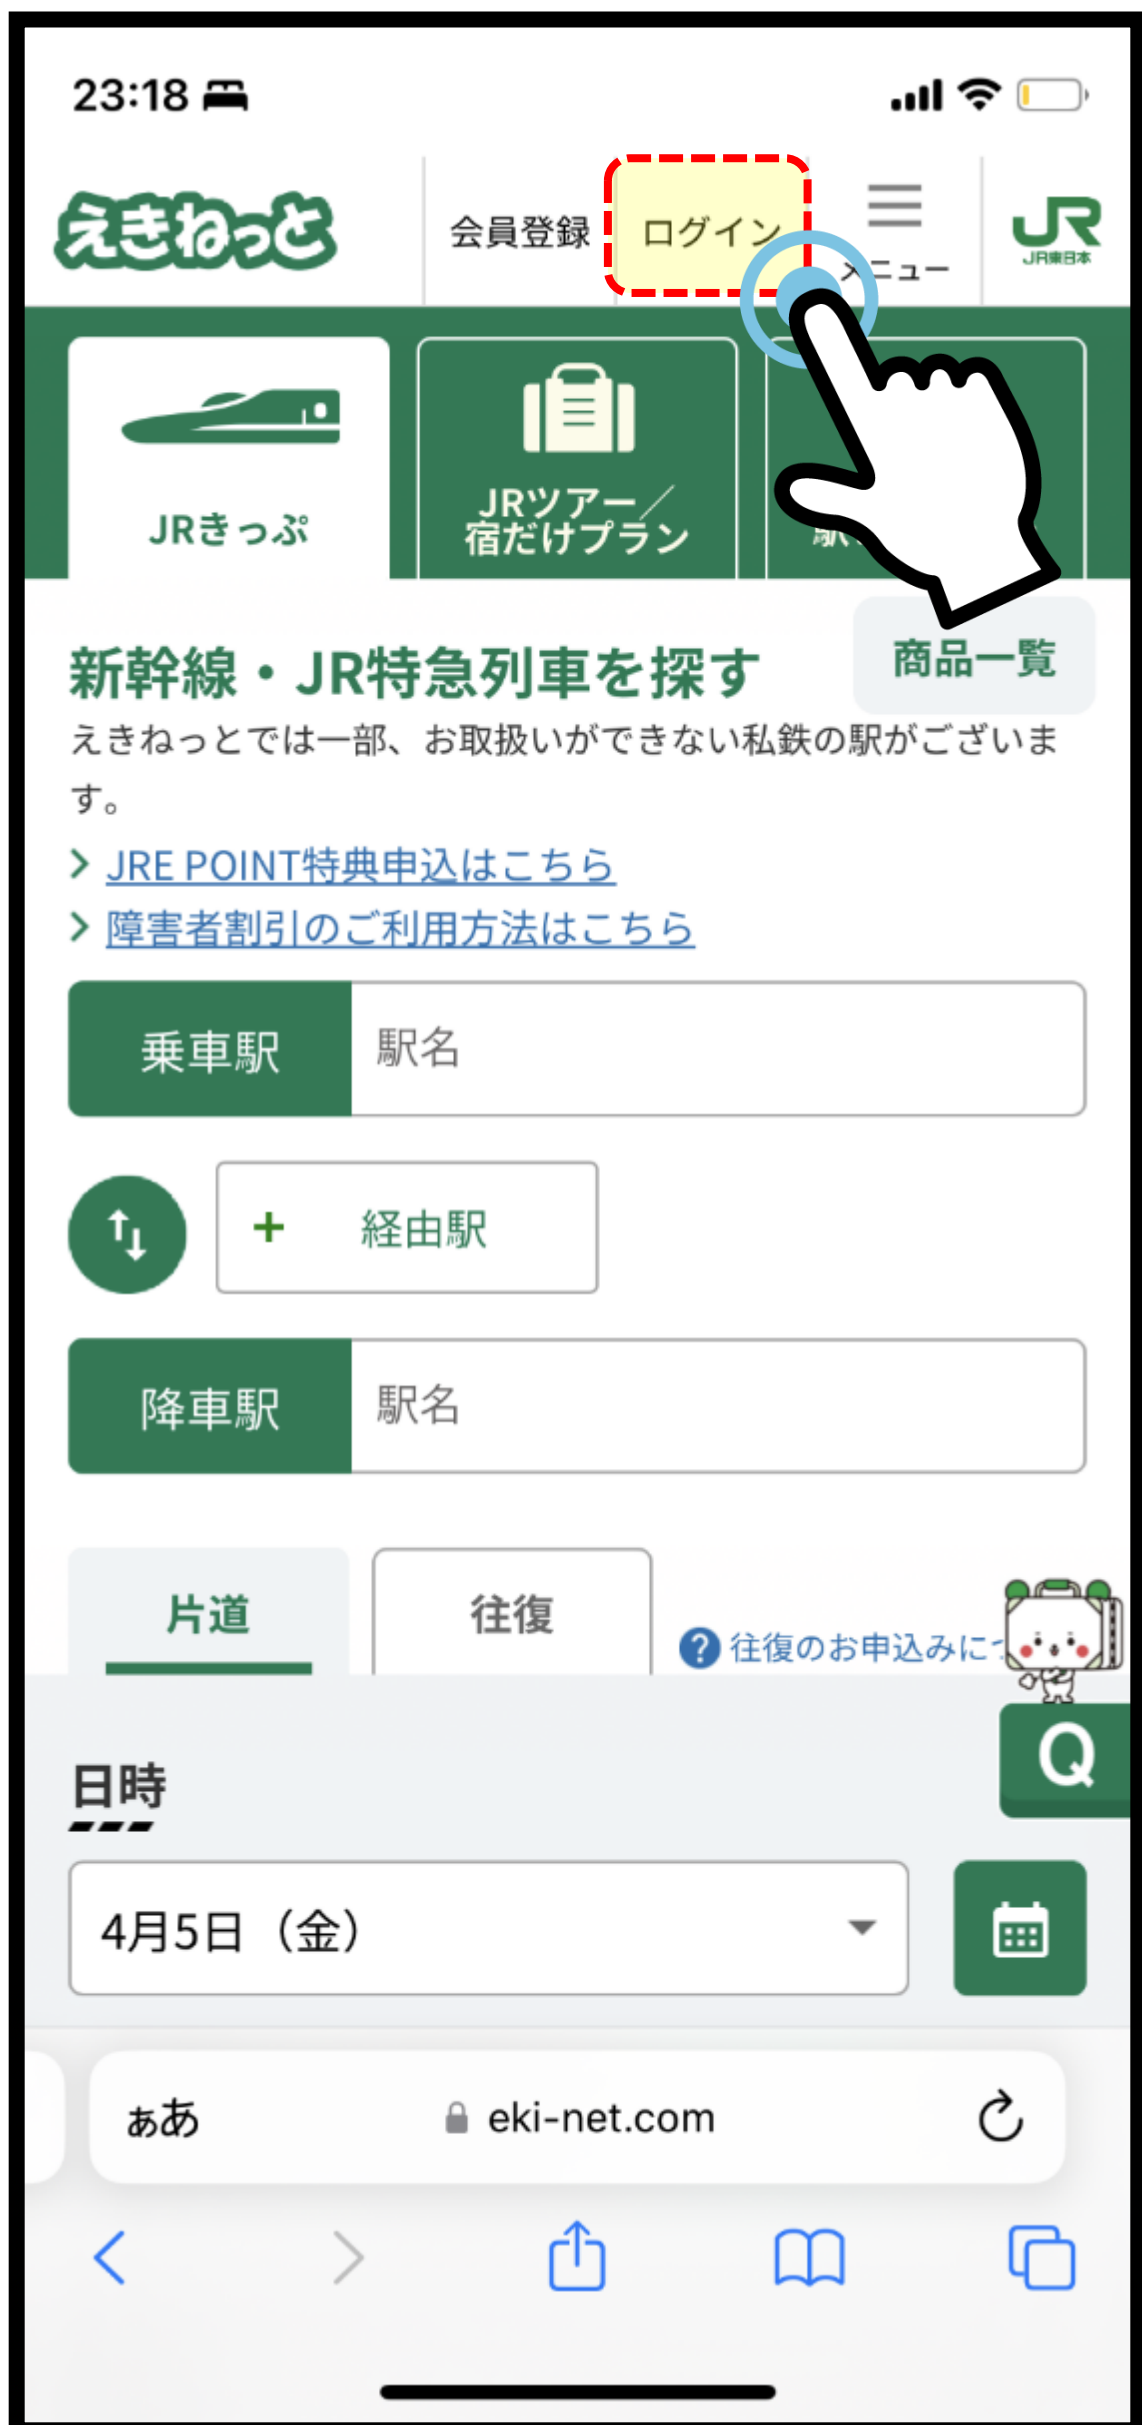 23:18
えきねっと
会員登録
ログイン
メニュー
JR
JR東日本
JRきっぷ
JRツアー／
宿だけプラン
駅
新幹線・JR特急列車を探す
商品一覧
えきねっとでは一部、お取扱いができない私鉄の駅がございま
す。
JRE POINT特典申込はこちら
障害者割引のご利用方法はこちら
乗車駅
駅名
+ 経由駅
降車駅
駅名
片道
往復
? 往復のお申込みにつ
Q
日時
4月5日（金）
ぁあ
eki-net.com